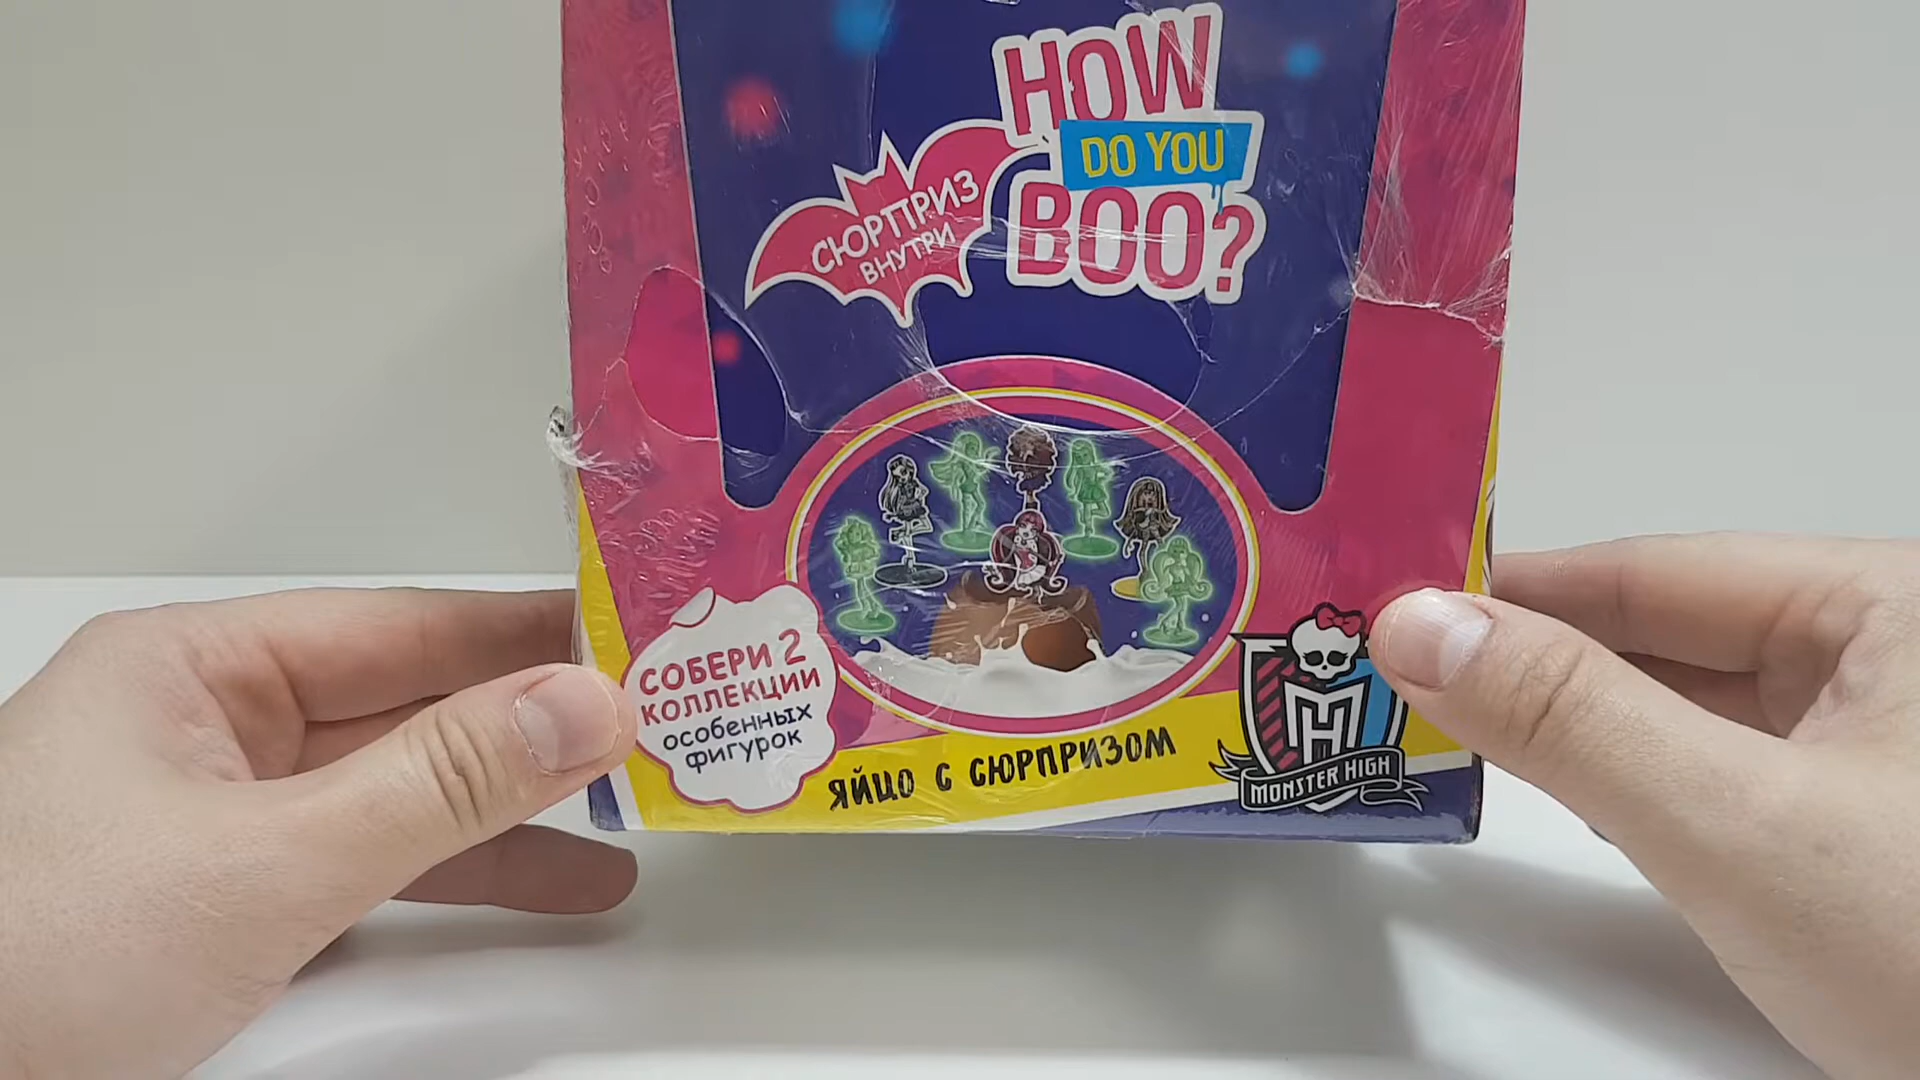 HOW
DO YOU
BOO?
СЮРПРИЗ
ВНУТРИ
СОБЕРИ 2
КОЛЛЕКЦИИ
особенных
фигурок
ЯЙЦО С СЮРПРИЗОМ
MONSTER HIGH